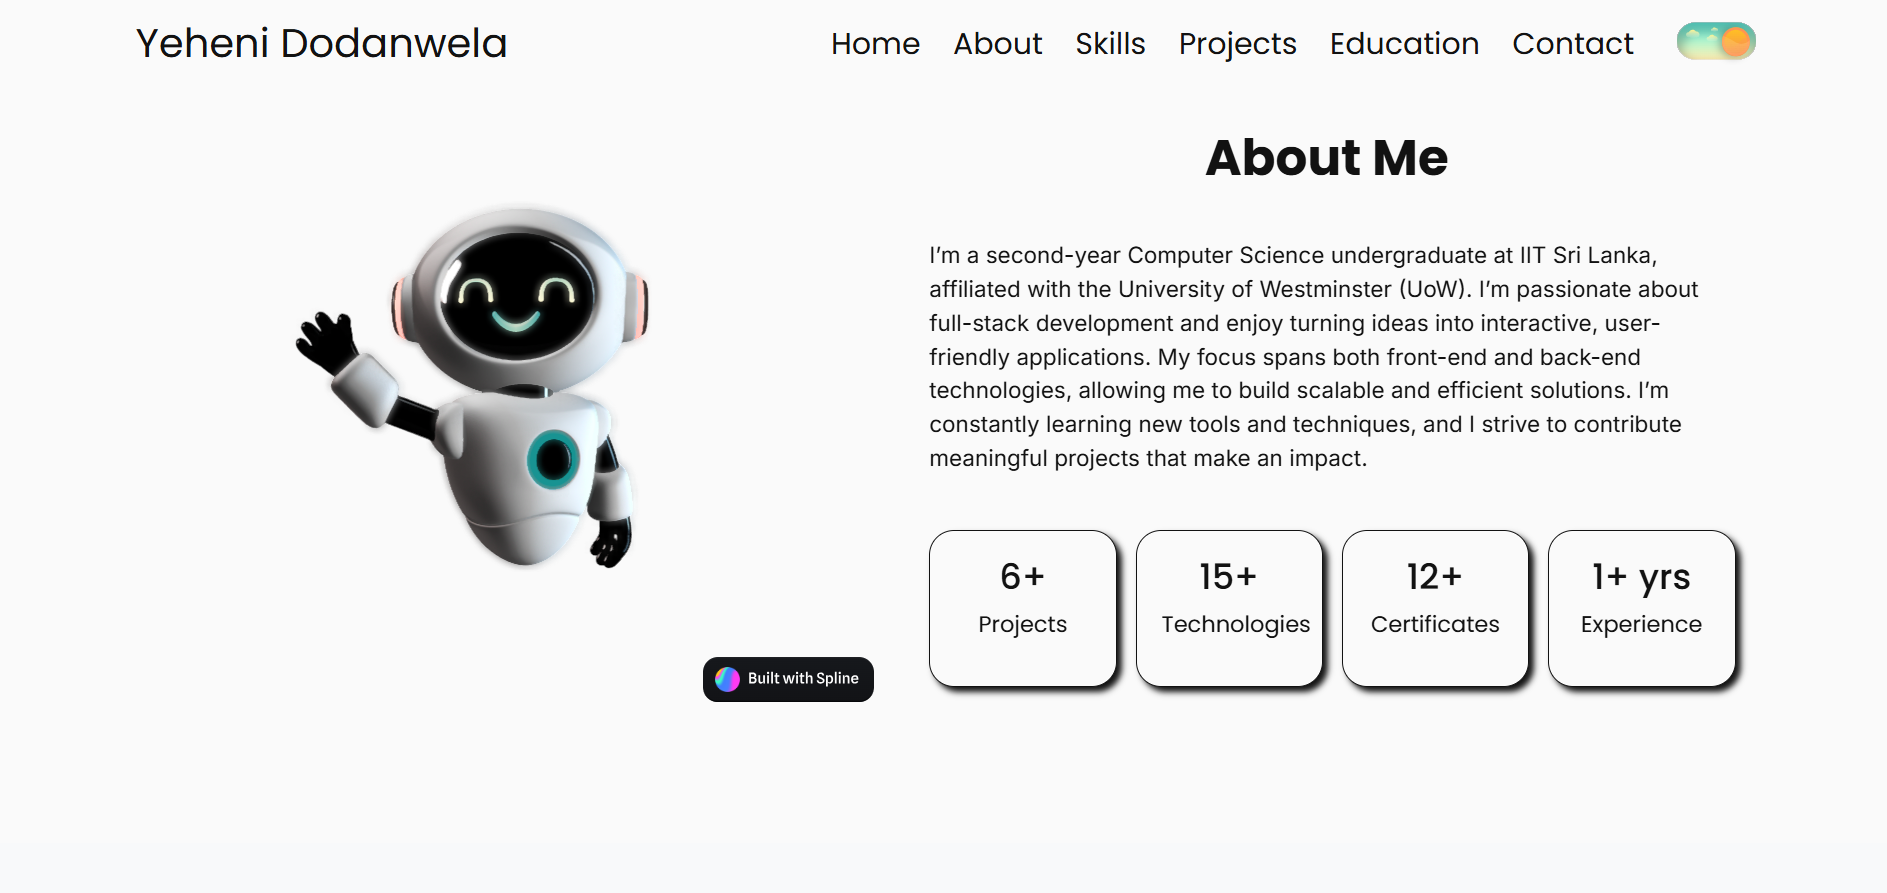 Yeheni Dodanwela
Home About Skills Projects Education Contact
About Me
I’m a second-year Computer Science undergraduate at IIT Sri Lanka,
affiliated with the University of Westminster (UoW). I’m passionate about
full-stack development and enjoy turning ideas into interactive, user-
friendly applications. My focus spans both front-end and back-end
technologies, allowing me to build scalable and efficient solutions. I’m
constantly learning new tools and techniques, and I strive to contribute
meaningful projects that make an impact.
6+
Projects
15+
Technologies
12+
Certificates
1+ yrs
Experience
Built with Spline